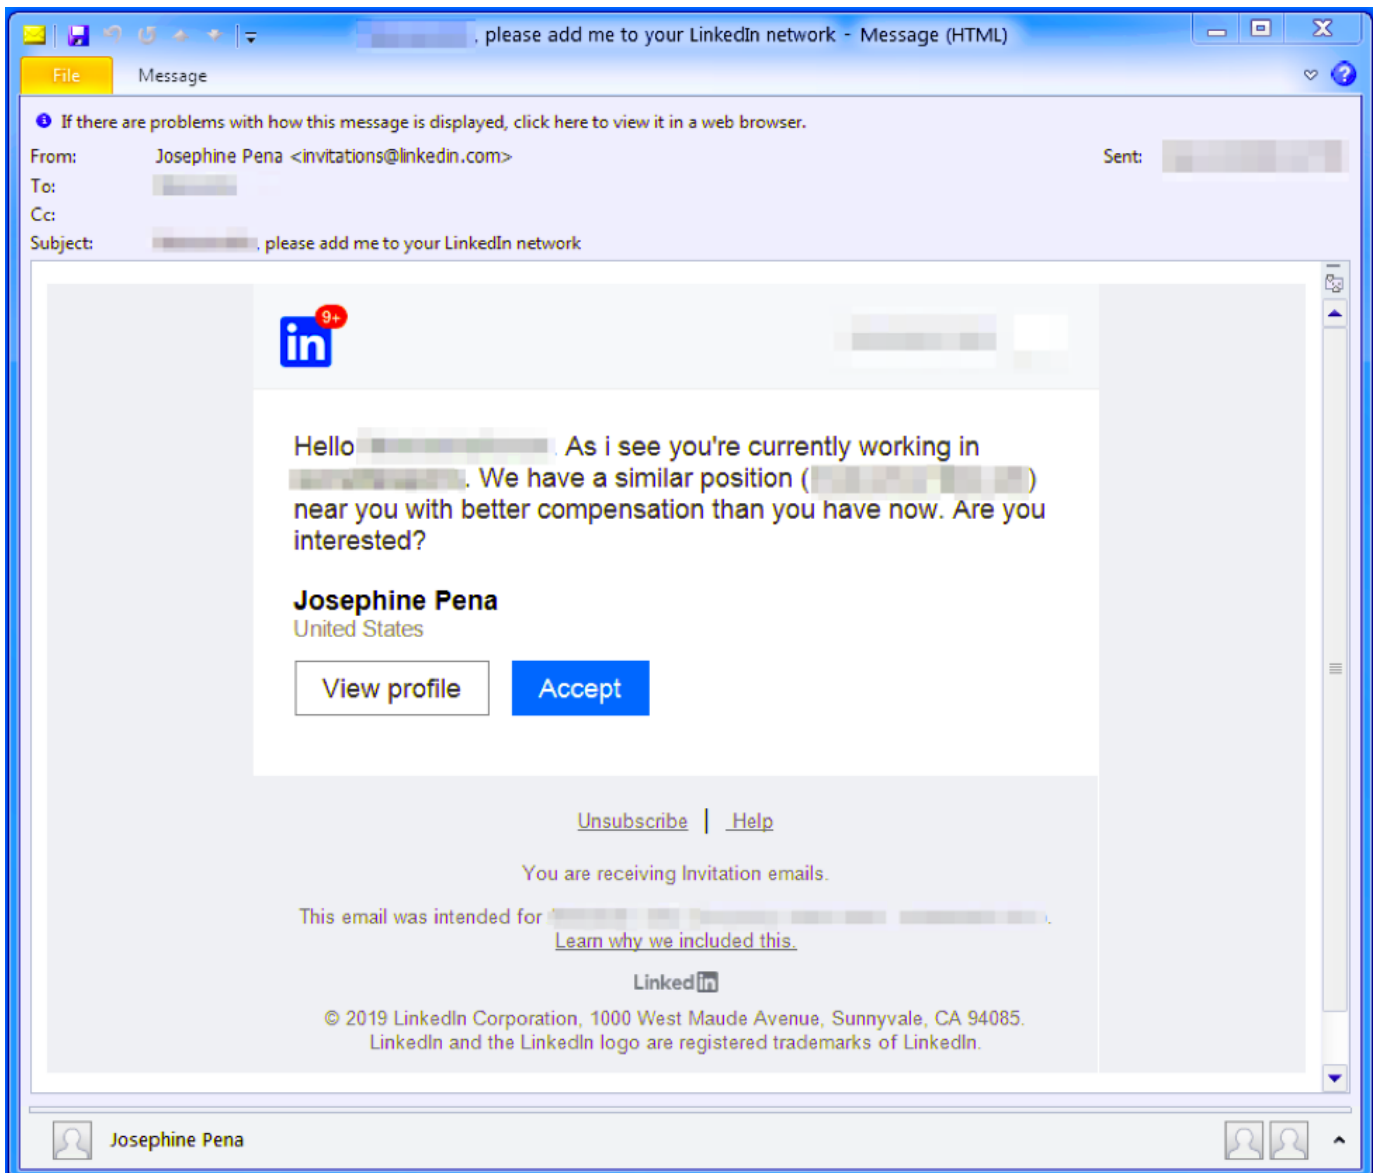 , please add me to your LinkedIn network - Message (HTML)
File Message
If there are problems with how this message is displayed, click here to view it in a web browser.
From: Josephine Pena <invitations@linkedin.com> Sent:
To:
Cc:
Subject: , please add me to your LinkedIn network
in 9+
Hello . As i see you're currently working in
. We have a similar position ( )
near you with better compensation than you have now. Are you
interested?
Josephine Pena
United States
View profile Accept
Unsubscribe | Help
You are receiving Invitation emails.
This email was intended for .
Learn why we included this.
Linked in
© 2019 LinkedIn Corporation, 1000 West Maude Avenue, Sunnyvale, CA 94085.
LinkedIn and the LinkedIn logo are registered trademarks of LinkedIn.
Josephine Pena